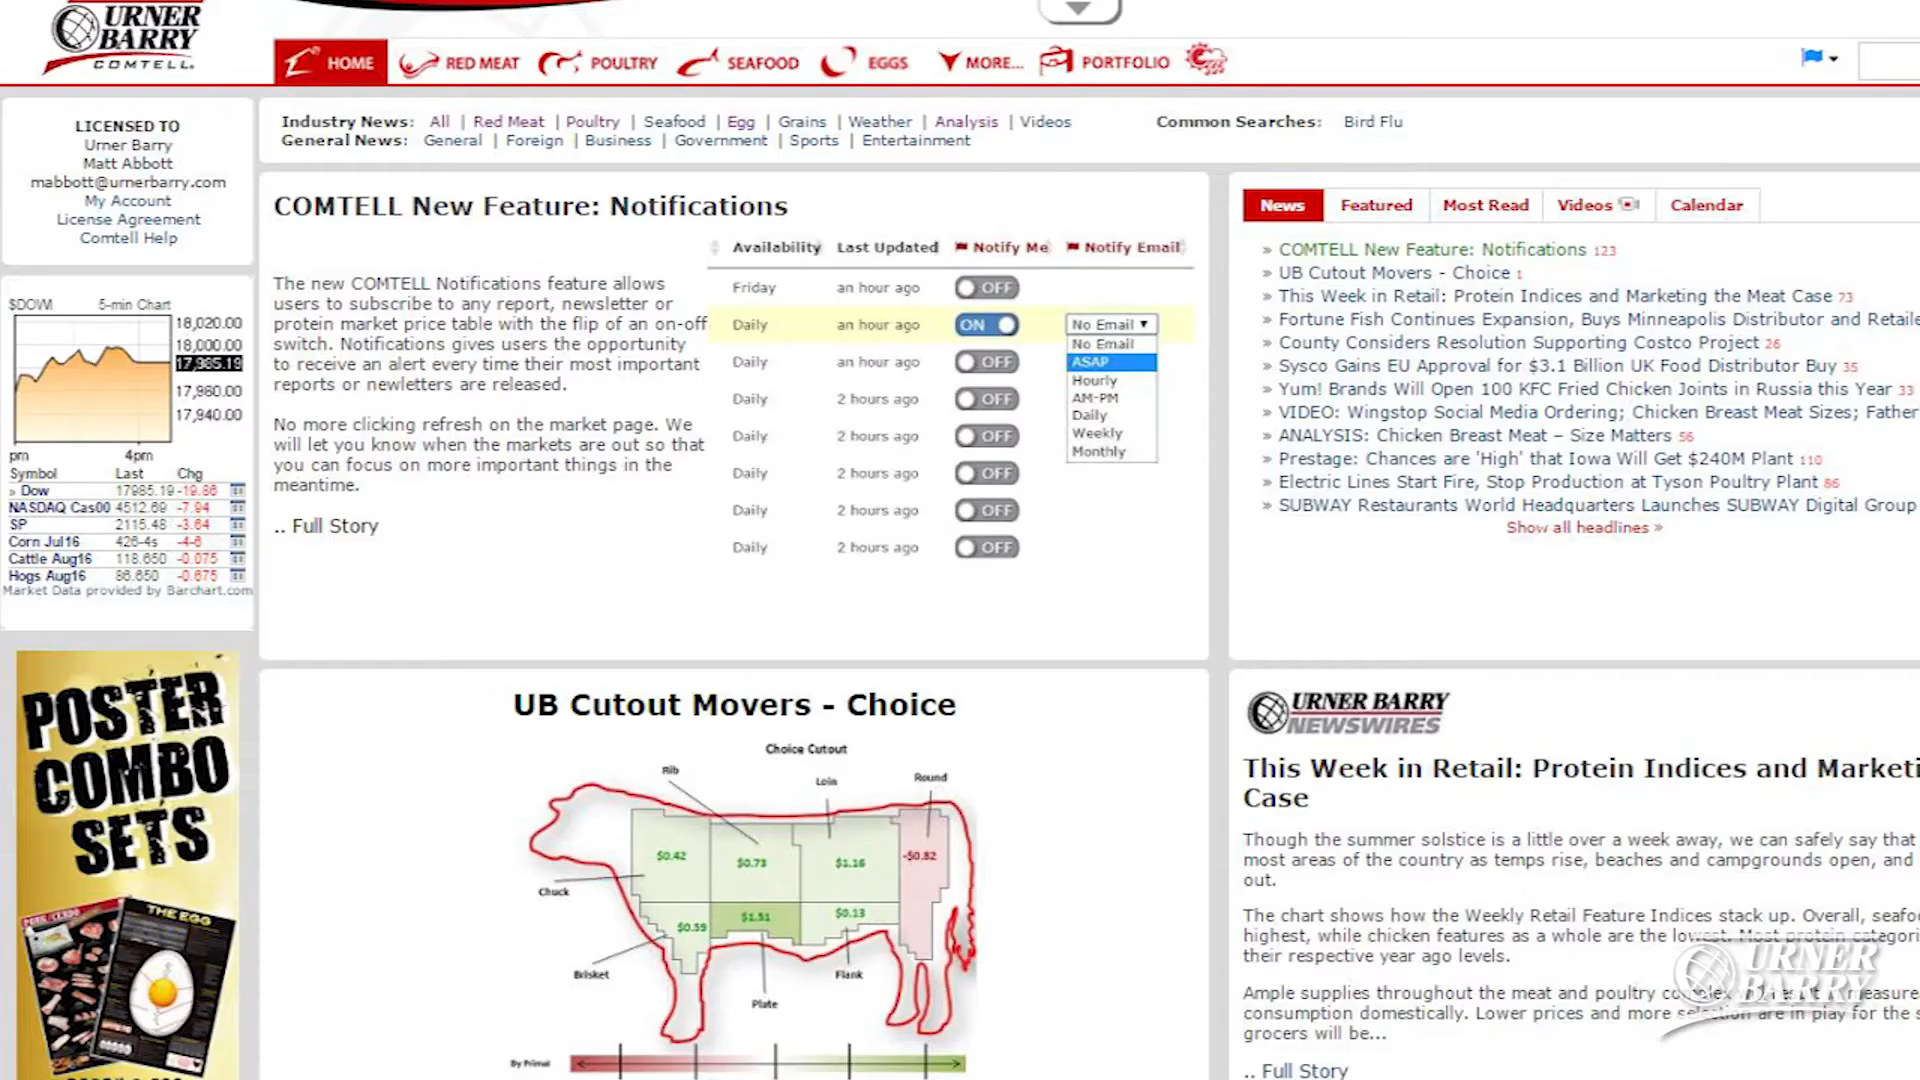 URNER
BARRY
COMTELL
HOME RED MEAT POULTRY SEAFOOD EGGS MORE... PORTFOLIO
LICENSED TO
Urner Barry
Matt Abbott
mabbott@urnerbarry.com
My Account
License Agreement
Comtell Help
Industry News: All | Red Meat | Poultry | Seafood | Egg | Grains | Weather | Analysis | Videos
General News: General | Foreign | Business | Government | Sports | Entertainment
Common Searches: Bird Flu
$DOWI 5-min Chart
18,020.00
18,000.00
17,985.19
17,960.00
17,940.00
pm 4pm
Symbol Last Chg
» Dow 17985.19 -19.86
NASDAQ Cas00 4512.69 -7.94
SP 2115.48 -3.64
Corn Jul16 426-4s -4-6
Cattle Aug16 118.650 -0.075
Hogs Aug16 86.650 -0.675
Market Data provided by Barchart.com
POSTER
COMBO
SETS
THE EGG
COMTELL New Feature: Notifications
The new COMTELL Notifications feature allows
users to subscribe to any report, newsletter or
protein market price table with the flip of an on-off
switch. Notifications gives users the opportunity
to receive an alert every time their most important
reports or newletters are released.
No more clicking refresh on the market page. We
will let you know when the markets are out so that
you can focus on more important things in the
meantime.
.. Full Story
Availability Last Updated Notify Me Notify Email
Friday an hour ago OFF
Daily an hour ago ON No Email
Daily an hour ago OFF
Daily 2 hours ago OFF
Daily 2 hours ago OFF
Daily 2 hours ago OFF
Daily 2 hours ago OFF
Daily 2 hours ago OFF
No Email
ASAP
Hourly
AM-PM
Daily
Weekly
Monthly
News Featured Most Read Videos Calendar
» COMTELL New Feature: Notifications 123
» UB Cutout Movers - Choice 1
» This Week in Retail: Protein Indices and Marketing the Meat Case 73
» Fortune Fish Continues Expansion, Buys Minneapolis Distributor and Retaile
» County Considers Resolution Supporting Costco Project 26
» Sysco Gains EU Approval for $3.1 Billion UK Food Distributor Buy 35
» Yum! Brands Will Open 100 KFC Fried Chicken Joints in Russia this Year 33
» VIDEO: Wingstop Social Media Ordering; Chicken Breast Meat Sizes; Father
» ANALYSIS: Chicken Breast Meat – Size Matters 56
» Prestage: Chances are 'High' that Iowa Will Get $240M Plant 110
» Electric Lines Start Fire, Stop Production at Tyson Poultry Plant 86
» SUBWAY Restaurants World Headquarters Launches SUBWAY Digital Group
Show all headlines »
UB Cutout Movers - Choice
Choice Cutout
Rib
Loin
Round
$0.42
$0.73
$1.16
-$0.82
Chuck
$0.59
$1.51
$0.13
Brisket
Plate
Flank
By Primal
URNER BARRY
NEWSWIRES
This Week in Retail: Protein Indices and Marketi
Case
Though the summer solstice is a little over a week away, we can safely say that
most areas of the country as temps rise, beaches and campgrounds open, and
out.
The chart shows how the Weekly Retail Feature Indices stack up. Overall, seafo
highest, while chicken features as a whole are the lowest. Most protein categori
their respective year ago levels.
Ample supplies throughout the meat and poultry complex measure
consumption domestically. Lower prices and more selection are in play for the s
grocers will be...
.. Full Story
URNER
BARRY